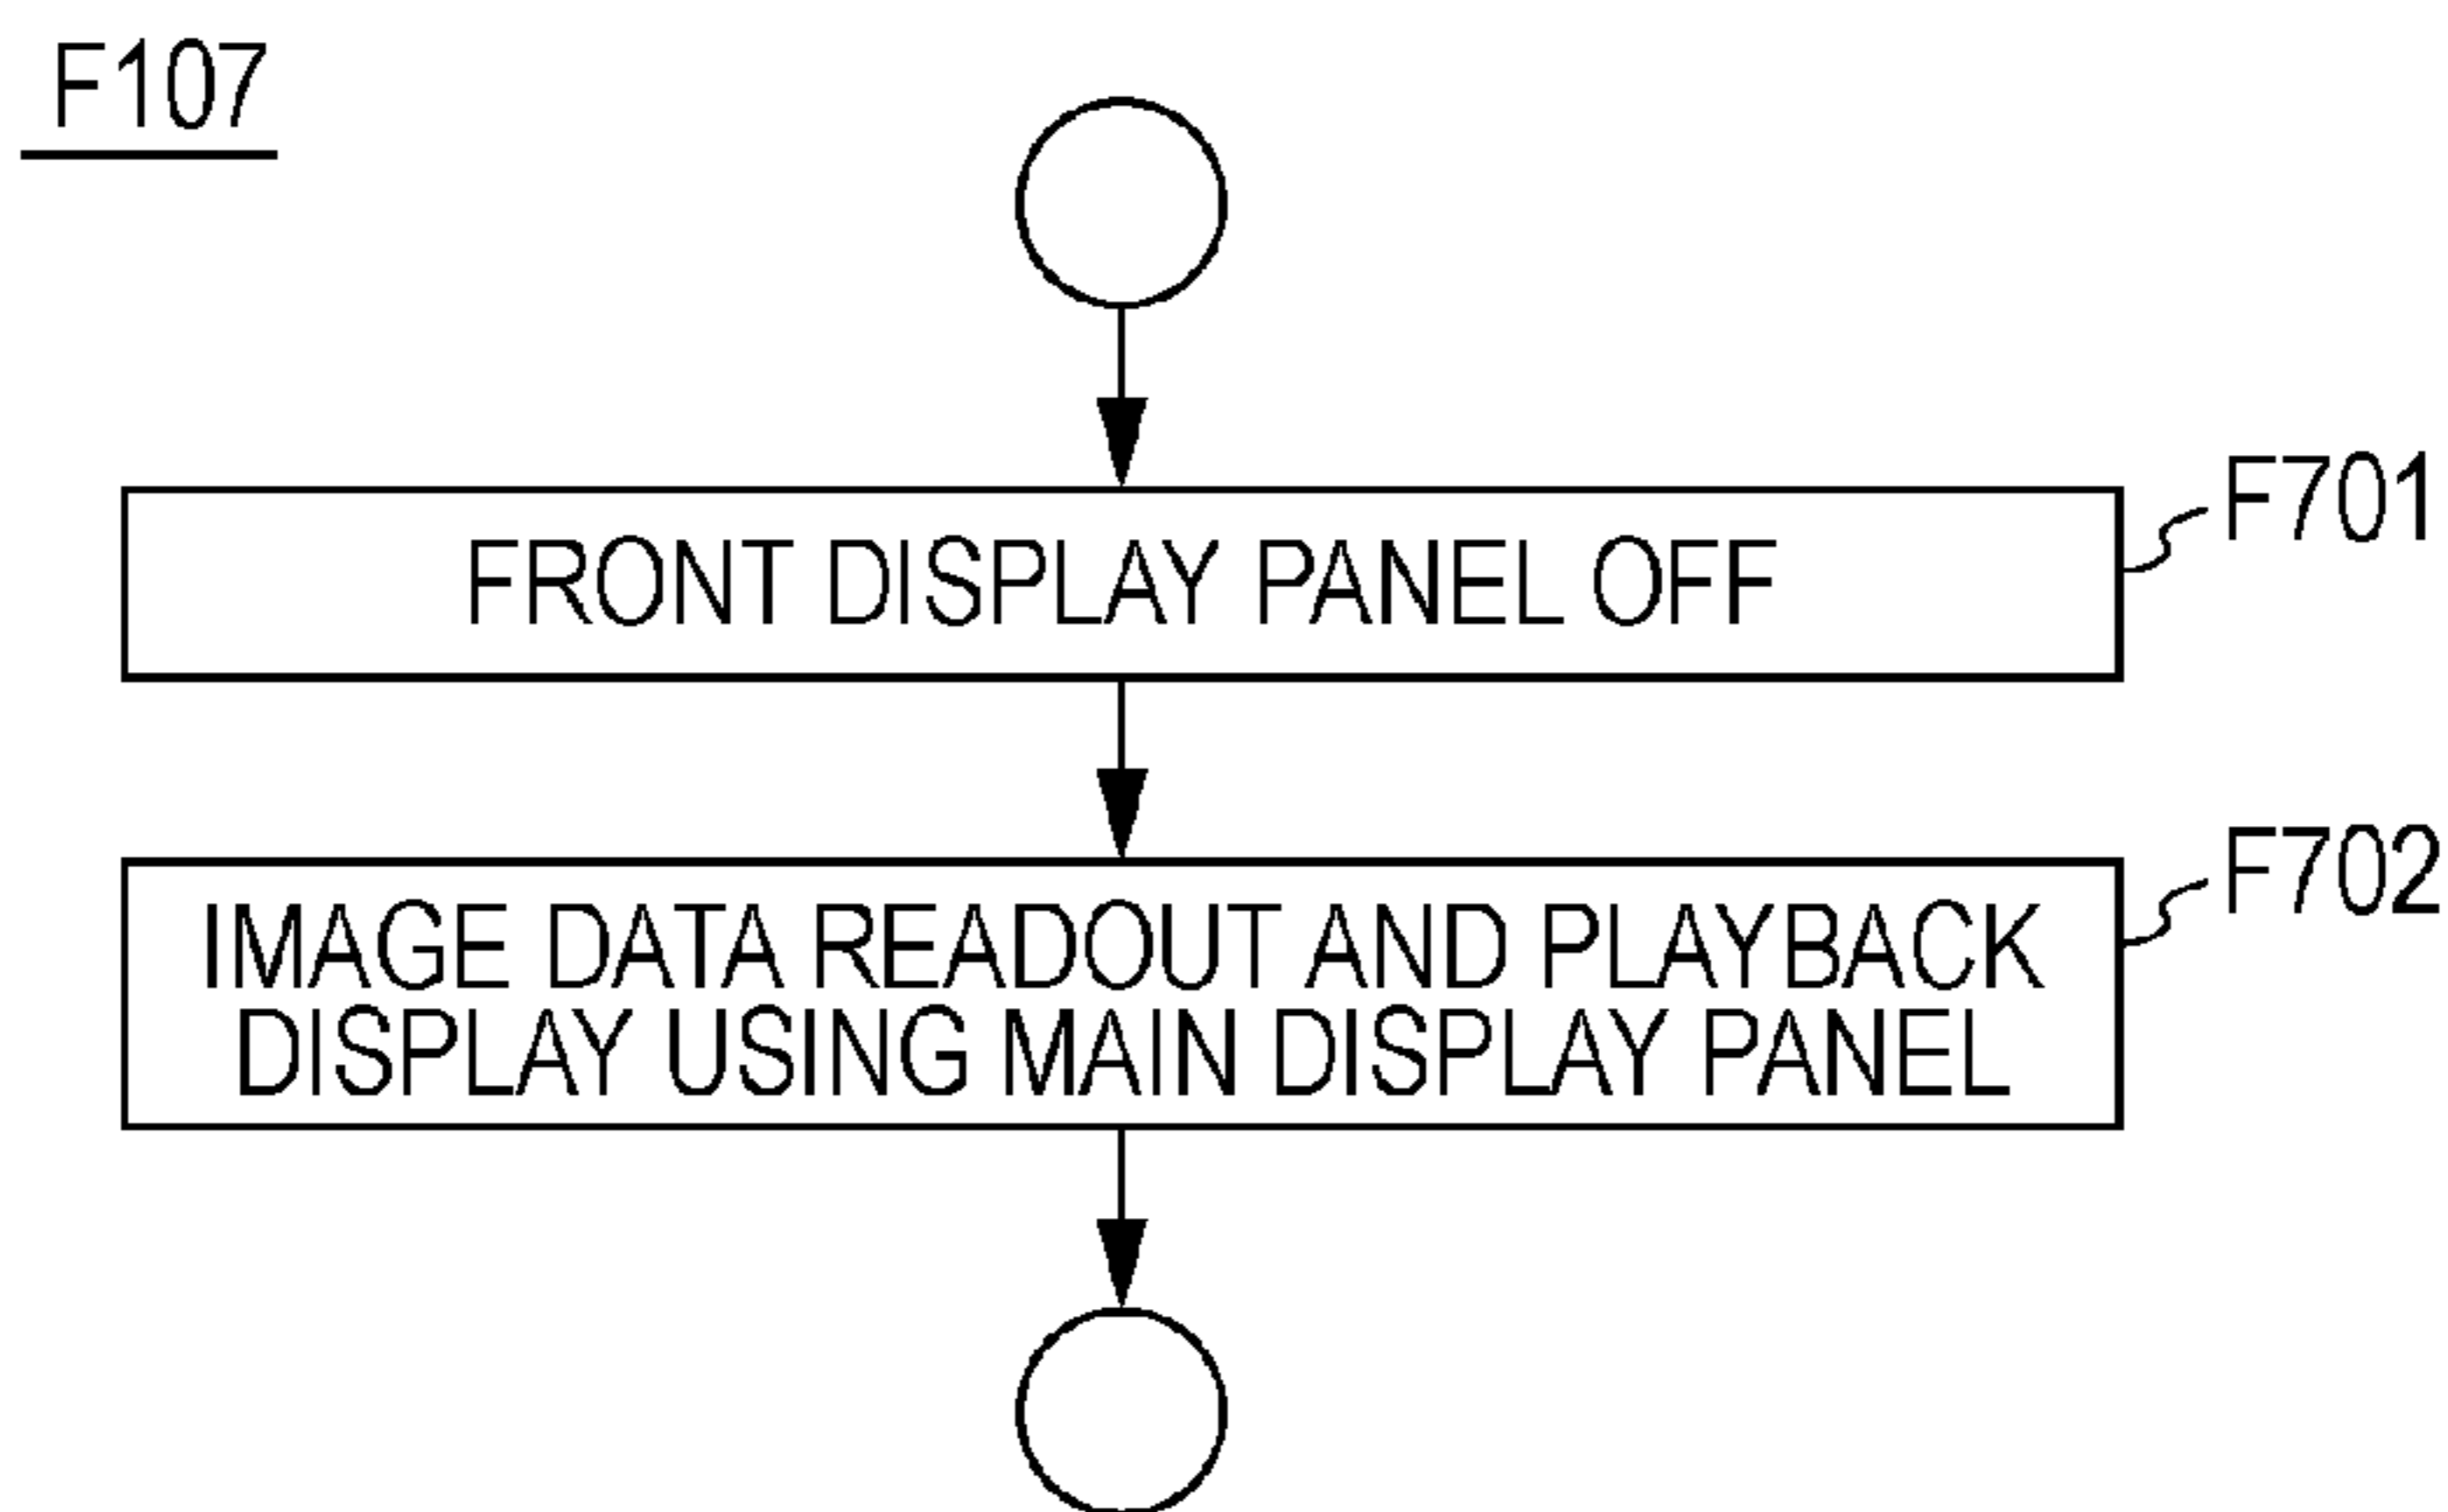 F107
F701
FRONT DISPLAY PANEL OFF
F702
IMAGE DATA READOUT AND PLAYBACK
DISPLAY USING MAIN DISPLAY PANEL